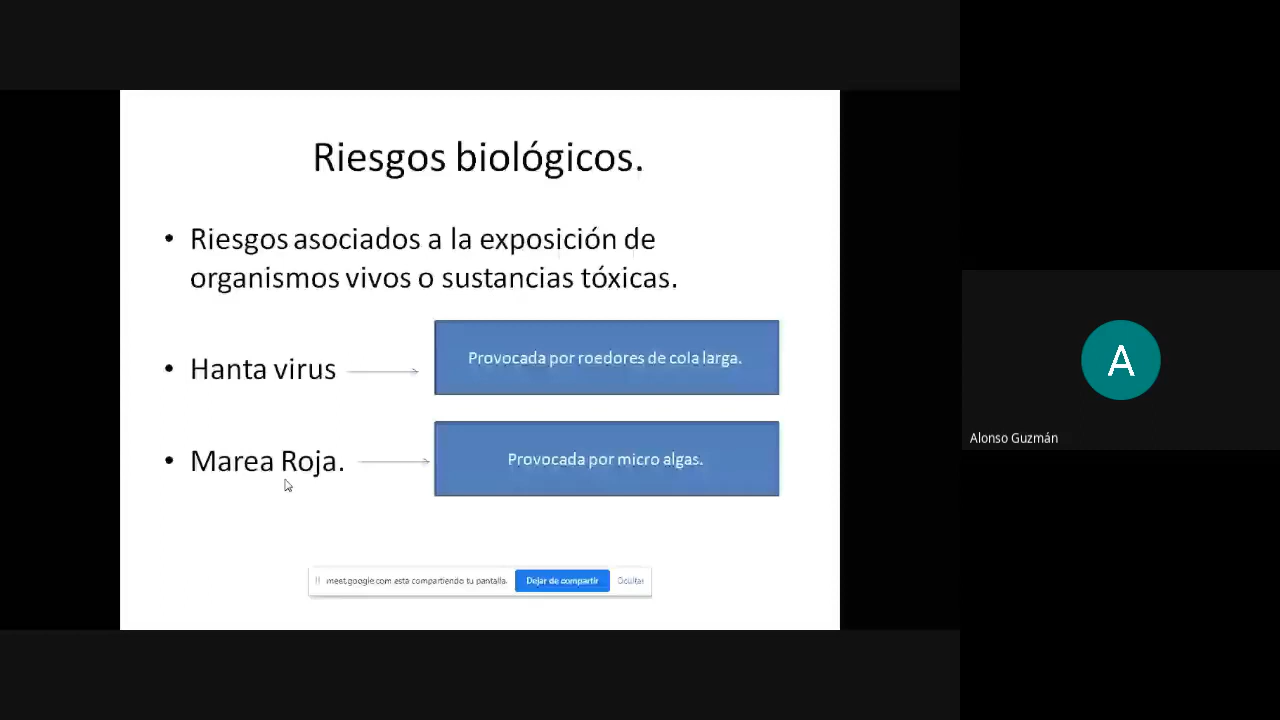 Riesgos biológicos.
• Riesgos asociados a la exposición de
organismos vivos o sustancias tóxicas.
• Hanta virus
Provocada por roedores de cola larga.
• Marea Roja.
Provocada por micro algas.
meet.google.com está compartiendo tu pantalla.
Dejar de compartir
Ocultar
A
Alonso Guzmán